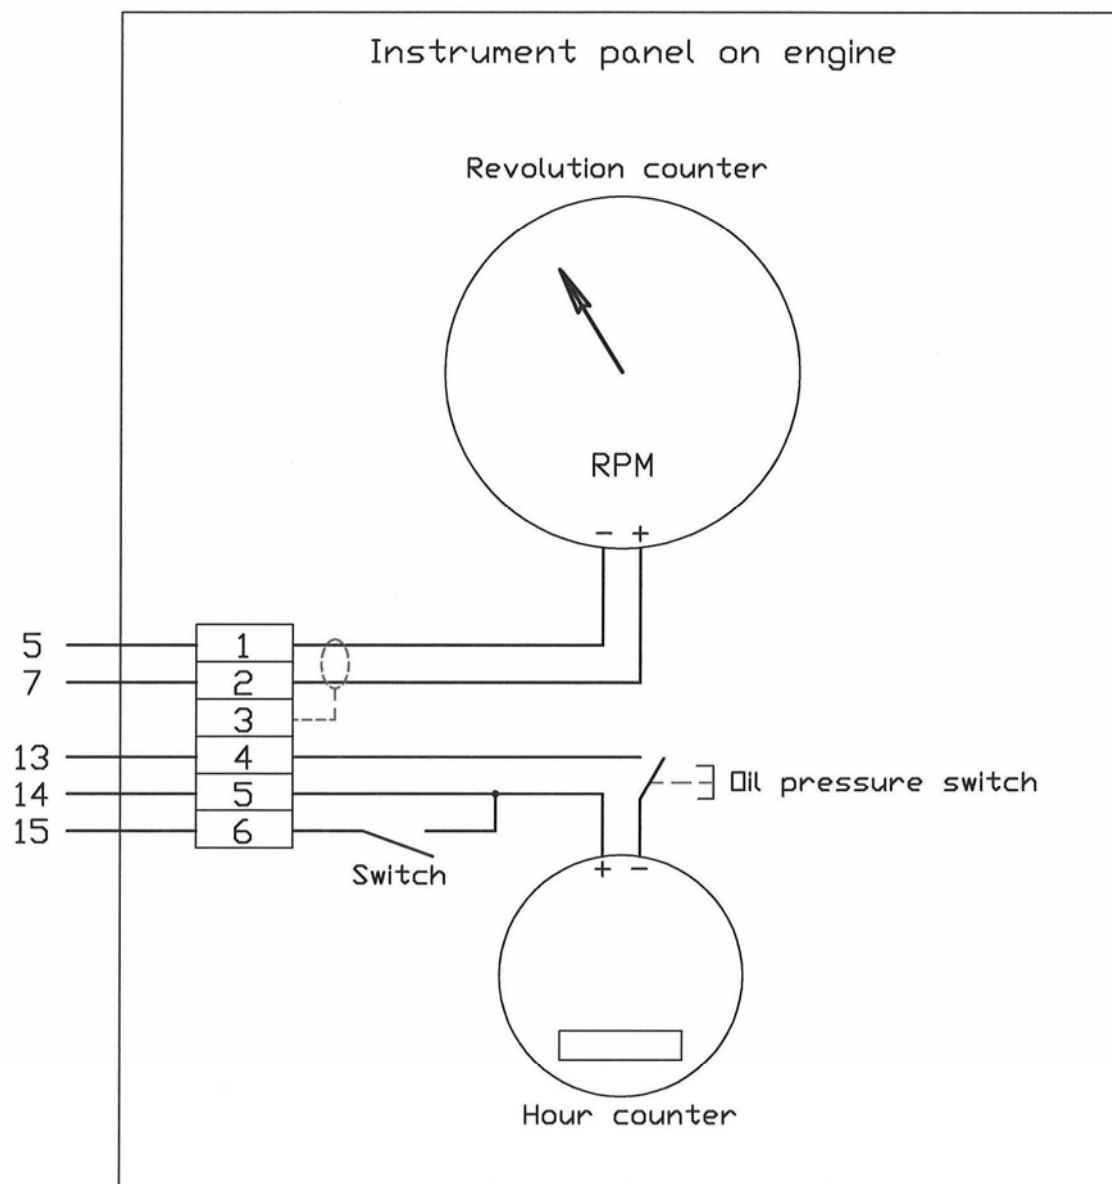 Instrument panel on engine
Revolution counter
RPM
- +
5 1
7 2
3
13 4
14 5
15 6
Oil pressure switch
Switch
+ -
Hour counter